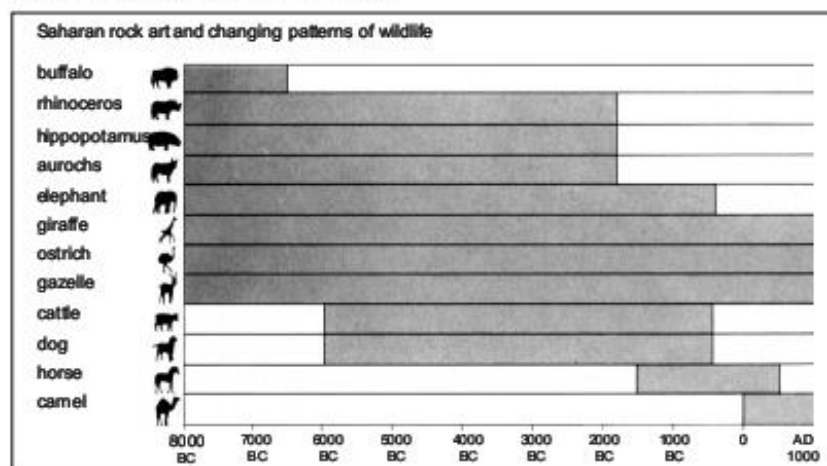 Saharan rock art and changing patterns of wildlife
buffalo
rhinoceros
hippopotamus
aurochs
elephant
giraffe
ostrich
gazelle
cattle
dog
horse
camel
8000 7000 6000 5000 4000 3000 2000 1000 0 AD
BC BC BC BC BC BC BC BC 1000